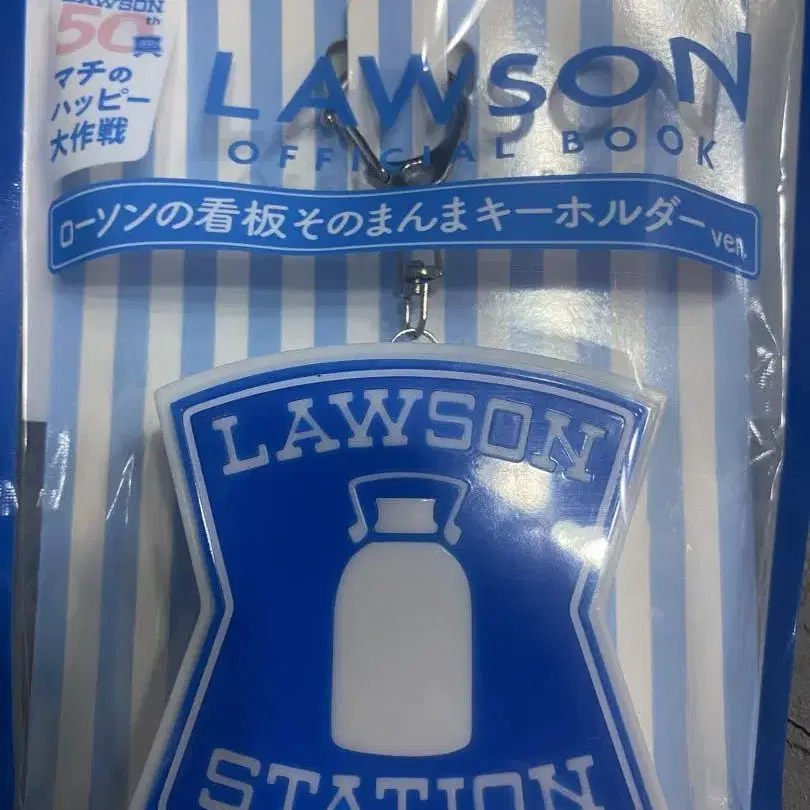 LAWSON
50th
マチの
ハッピー
大作戦
LAWSON
OFFICIAL BOOK
ローソンの看板そのまんまキーホルダー ver.
LAWSON
STATION